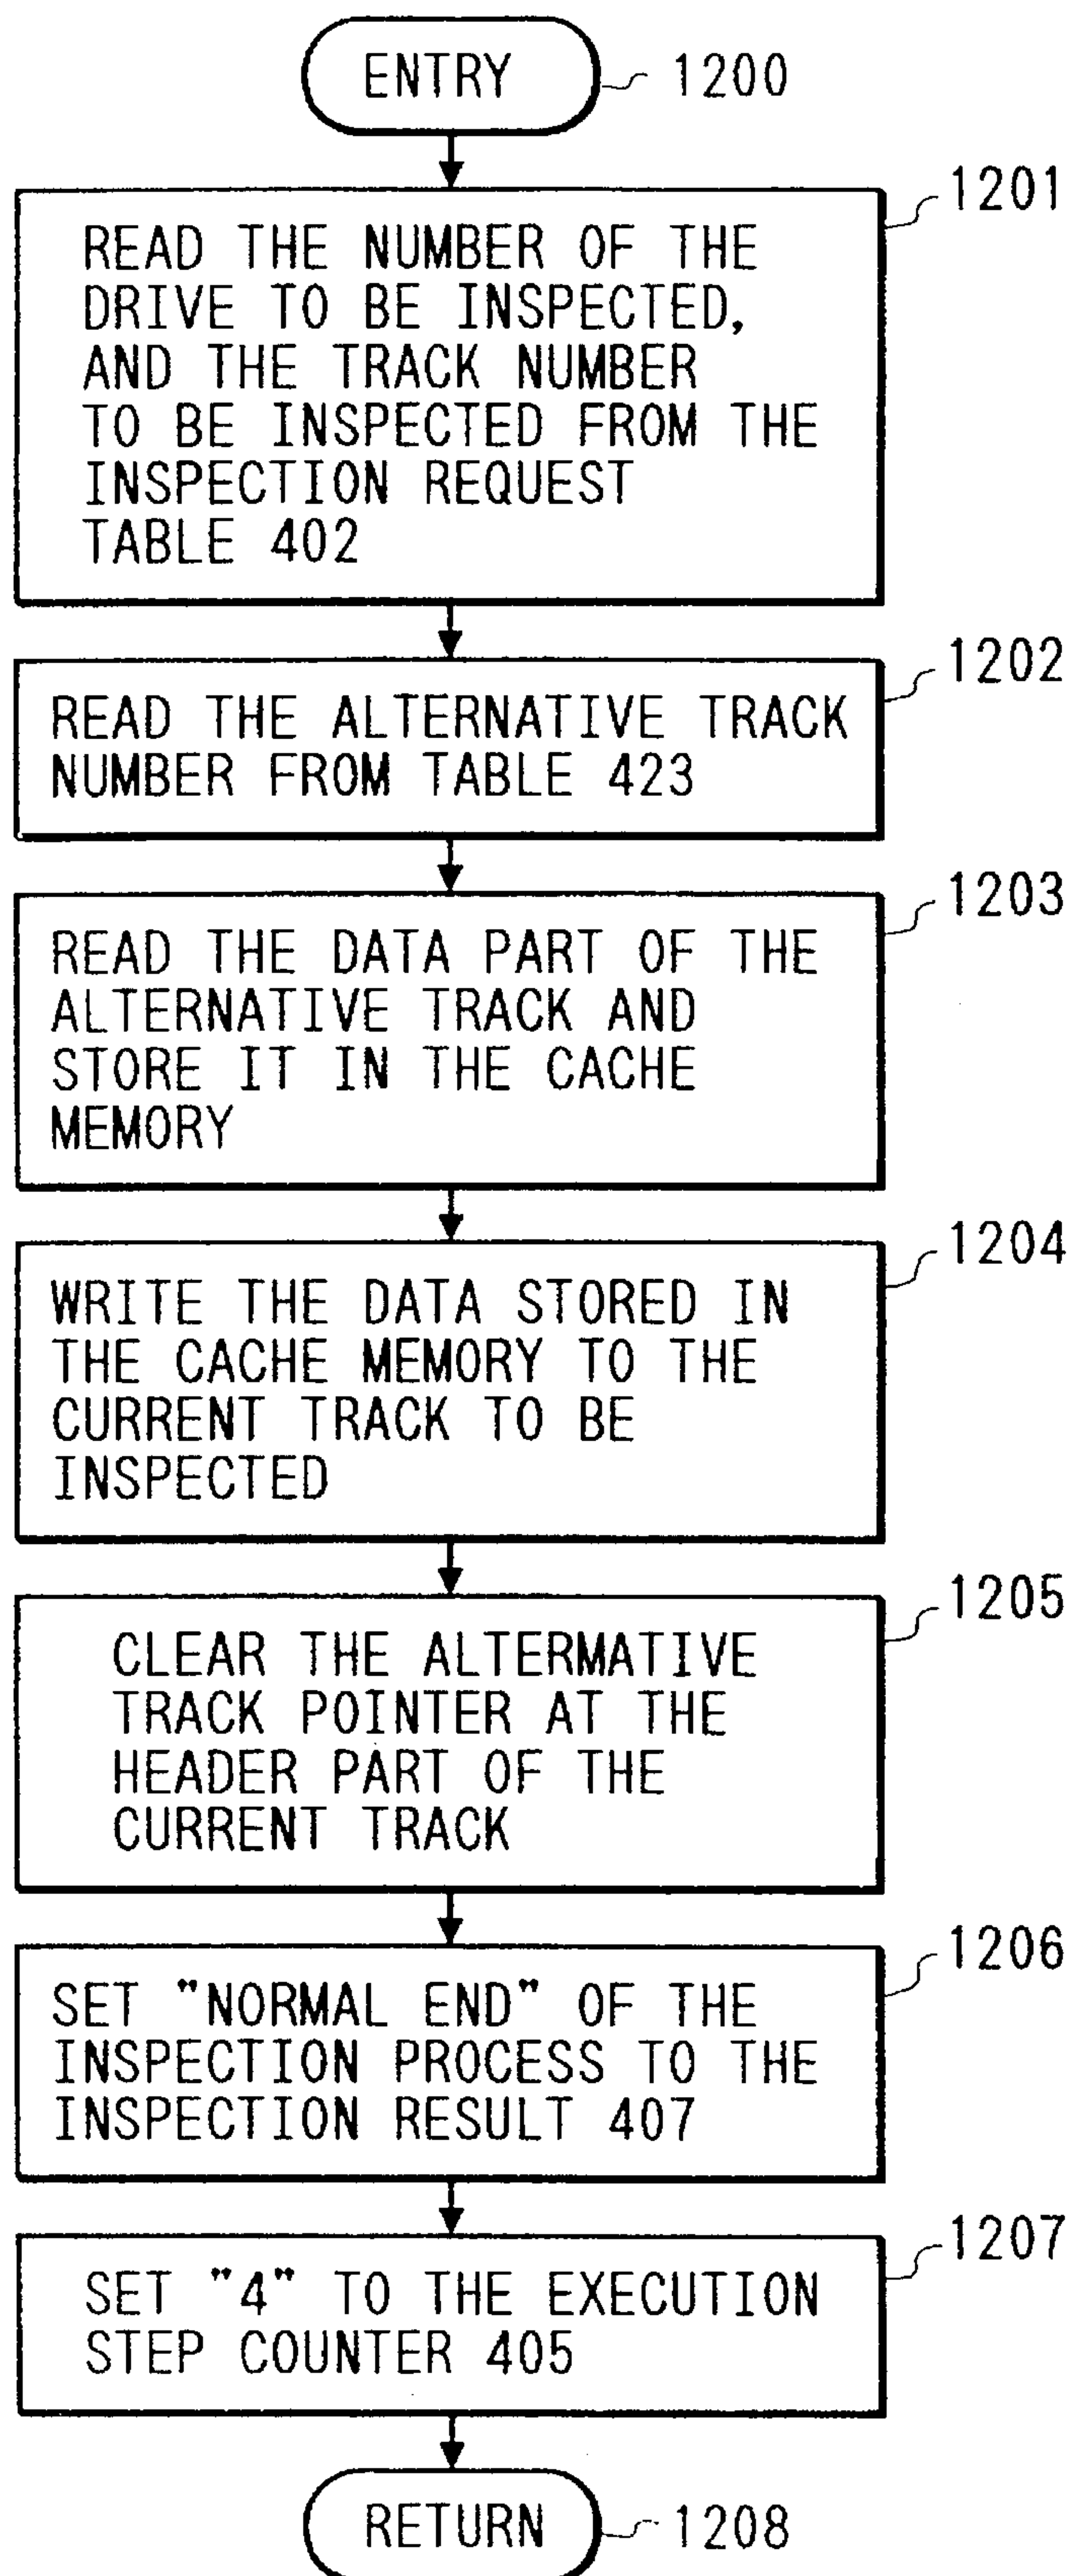 ENTRY
1200
1201
READ THE NUMBER OF THE
DRIVE TO BE INSPECTED,
AND THE TRACK NUMBER
TO BE INSPECTED FROM THE
INSPECTION REQUEST
TABLE 402
1202
READ THE ALTERNATIVE TRACK
NUMBER FROM TABLE 423
1203
READ THE DATA PART OF THE
ALTERNATIVE TRACK AND
STORE IT IN THE CACHE
MEMORY
1204
WRITE THE DATA STORED IN
THE CACHE MEMORY TO THE
CURRENT TRACK TO BE
INSPECTED
1205
CLEAR THE ALTERMATIVE
TRACK POINTER AT THE
HEADER PART OF THE
CURRENT TRACK
1206
SET "NORMAL END" OF THE
INSPECTION PROCESS TO THE
INSPECTION RESULT 407
1207
SET "4" TO THE EXECUTION
STEP COUNTER 405
RETURN
1208